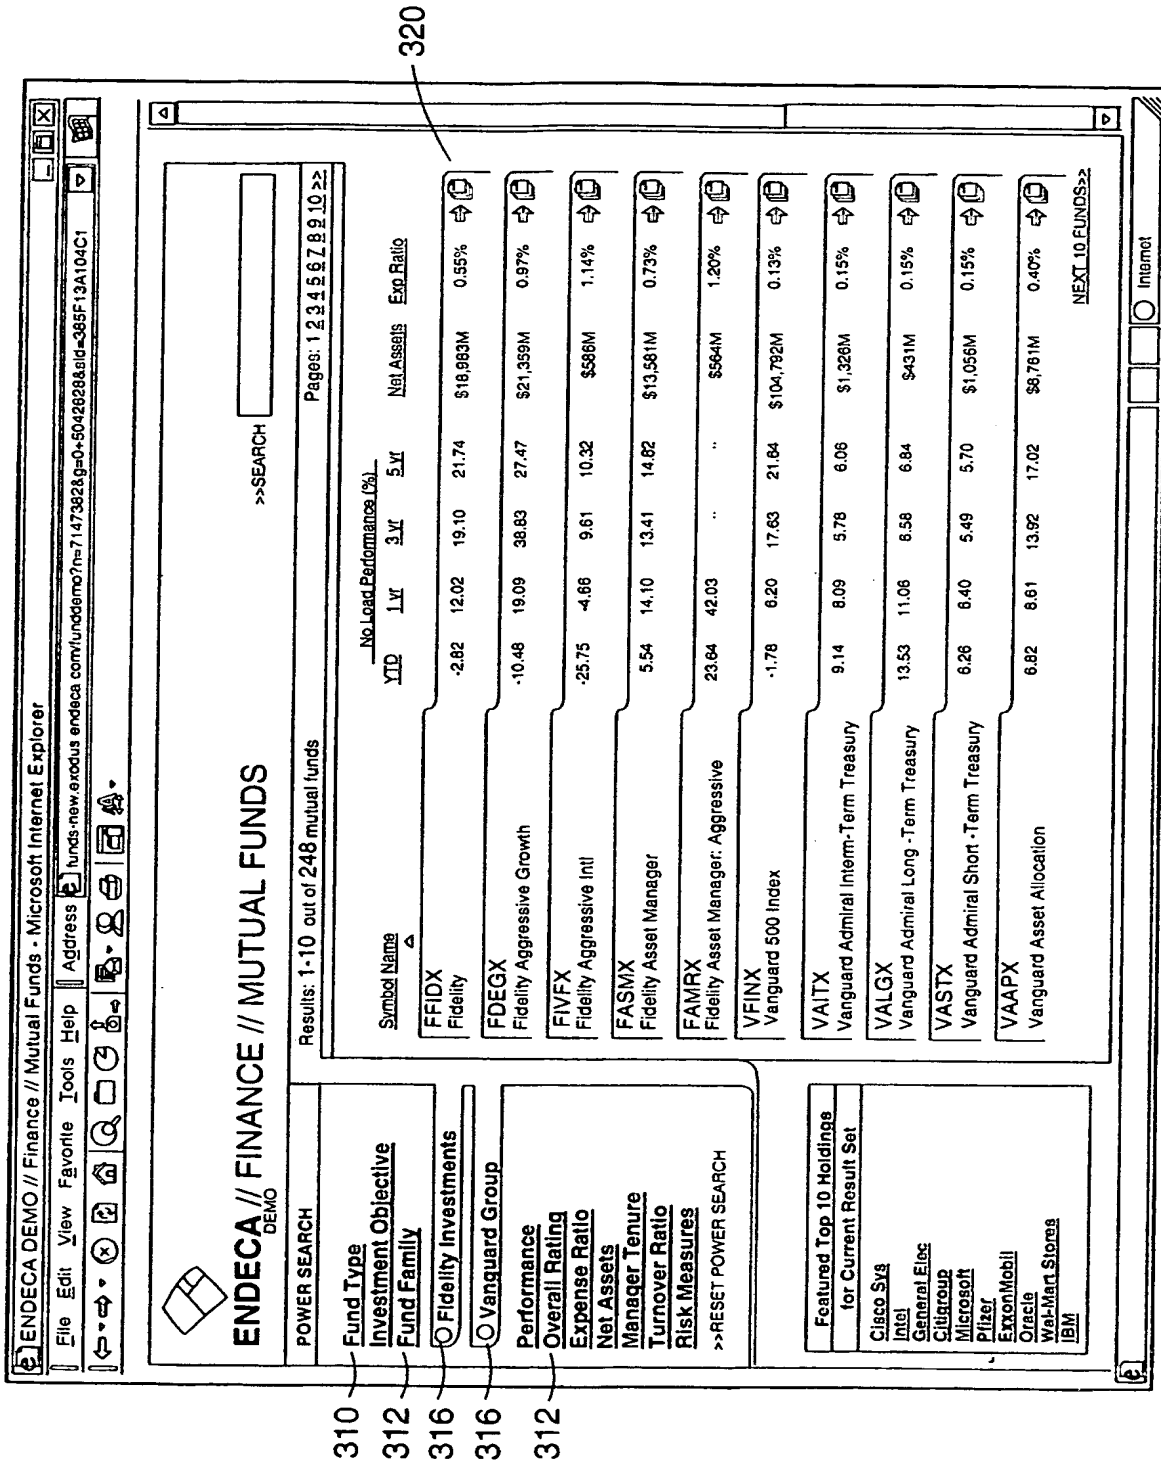 ENDECA DEMO // Finance // Mutual Funds - Microsoft Internet Explorer
File Edit View Favorite Tools Help Address funds-new.exodus endeca com/funddemo?n=7147382&g=0+5042628&sld=385F13A104C1
ENDECA // FINANCE // MUTUAL FUNDS
DEMO
>>SEARCH
POWER SEARCH
Fund Type
Investment Objective
Fund Family
Fidelity Investments
Vanguard Group
Performance
Overall Rating
Expense Ratio
Net Assets
Manager Tenure
Turnover Ratio
Risk Measures
>>RESET POWER SEARCH
Featured Top 10 Holdings
for Current Result Set
Cisco Sys
Intel
General Elec
Citigroup
Microsoft
Pfizer
ExxonMobil
Oracle
Wal-Mart Stores
IBM
Results: 1-10 out of 248 mutual funds Pages: 1 2 3 4 5 6 7 8 9 10 >>
No Load Performance (%)
Symbol Name YTD 1 yr 3 yr 5 yr Net Assets Exp Ratio
FFIDX
Fidelity -2.82 12.02 19.10 21.74 $18,983M 0.55%
FDEGX
Fidelity Aggressive Growth -10.48 19.09 38.83 27.47 $21,359M 0.97%
FIVFX
Fidelity Aggressive Intl -25.75 -4.66 9.61 10.32 $586M 1.14%
FASMX
Fidelity Asset Manager 5.54 14.10 13.41 14.82 $13,581M 0.73%
FAMRX
Fidelity Asset Manager: Aggressive 23.64 42.03 .. .. $564M 1.20%
VFINX
Vanguard 500 Index -1.78 6.20 17.63 21.64 $104,792M 0.13%
VAITX
Vanguard Admiral Interm-Term Treasury 9.14 8.09 5.78 6.06 $1,326M 0.15%
VALGX
Vanguard Admiral Long -Term Treasury 13.53 11.06 6.58 6.84 $431M 0.15%
VASTX
Vanguard Admiral Short -Term Treasury 6.26 6.40 5.49 5.70 $1,056M 0.15%
VAAPX
Vanguard Asset Allocation 6.82 8.61 13.92 17.02 $8,761M 0.40%
NEXT 10 FUNDS>>
Internet
310
312
316
316
312
320